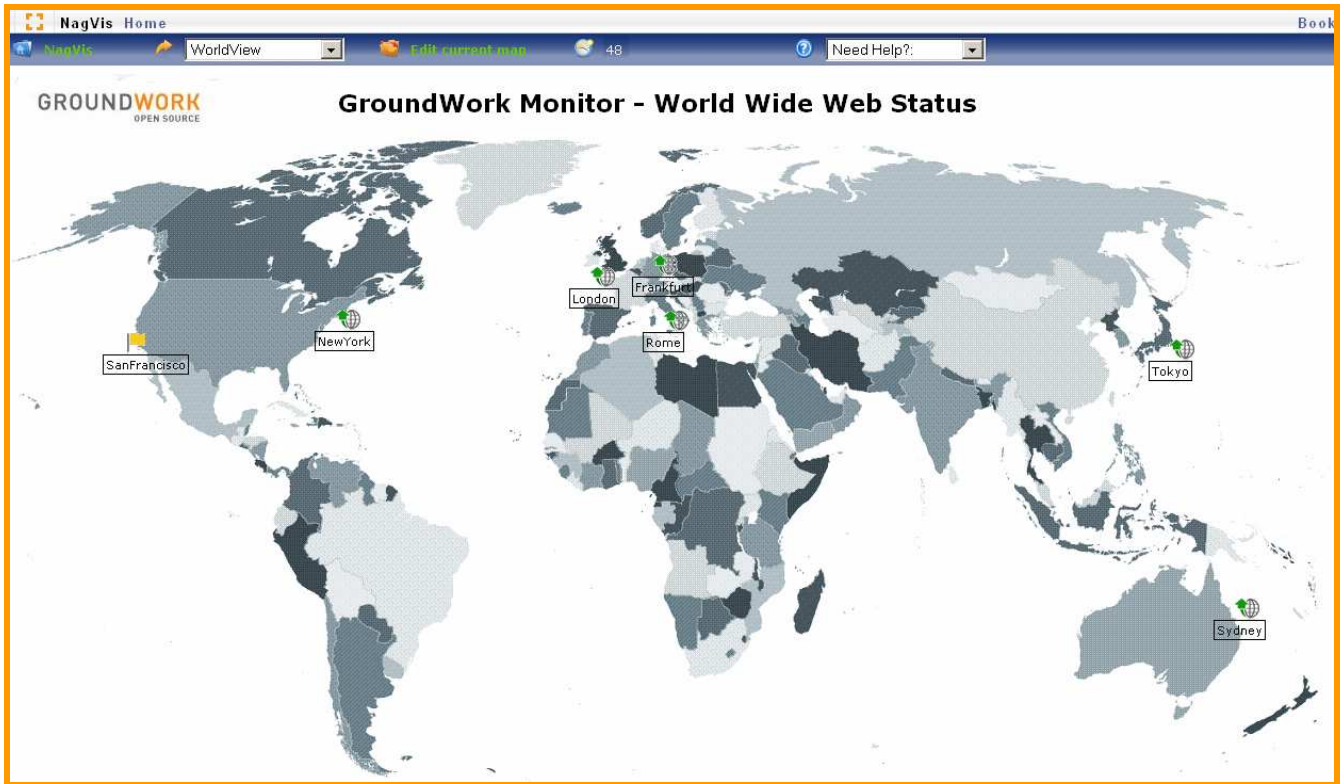 NagVis Home Book
NagVis WorldView Edit current map 48 Need Help?:
GROUNDWORK
OPEN SOURCE
GroundWork Monitor - World Wide Web Status
London
Frankfurt
NewYork
Rome
SanFrancisco
Tokyo
Sydney